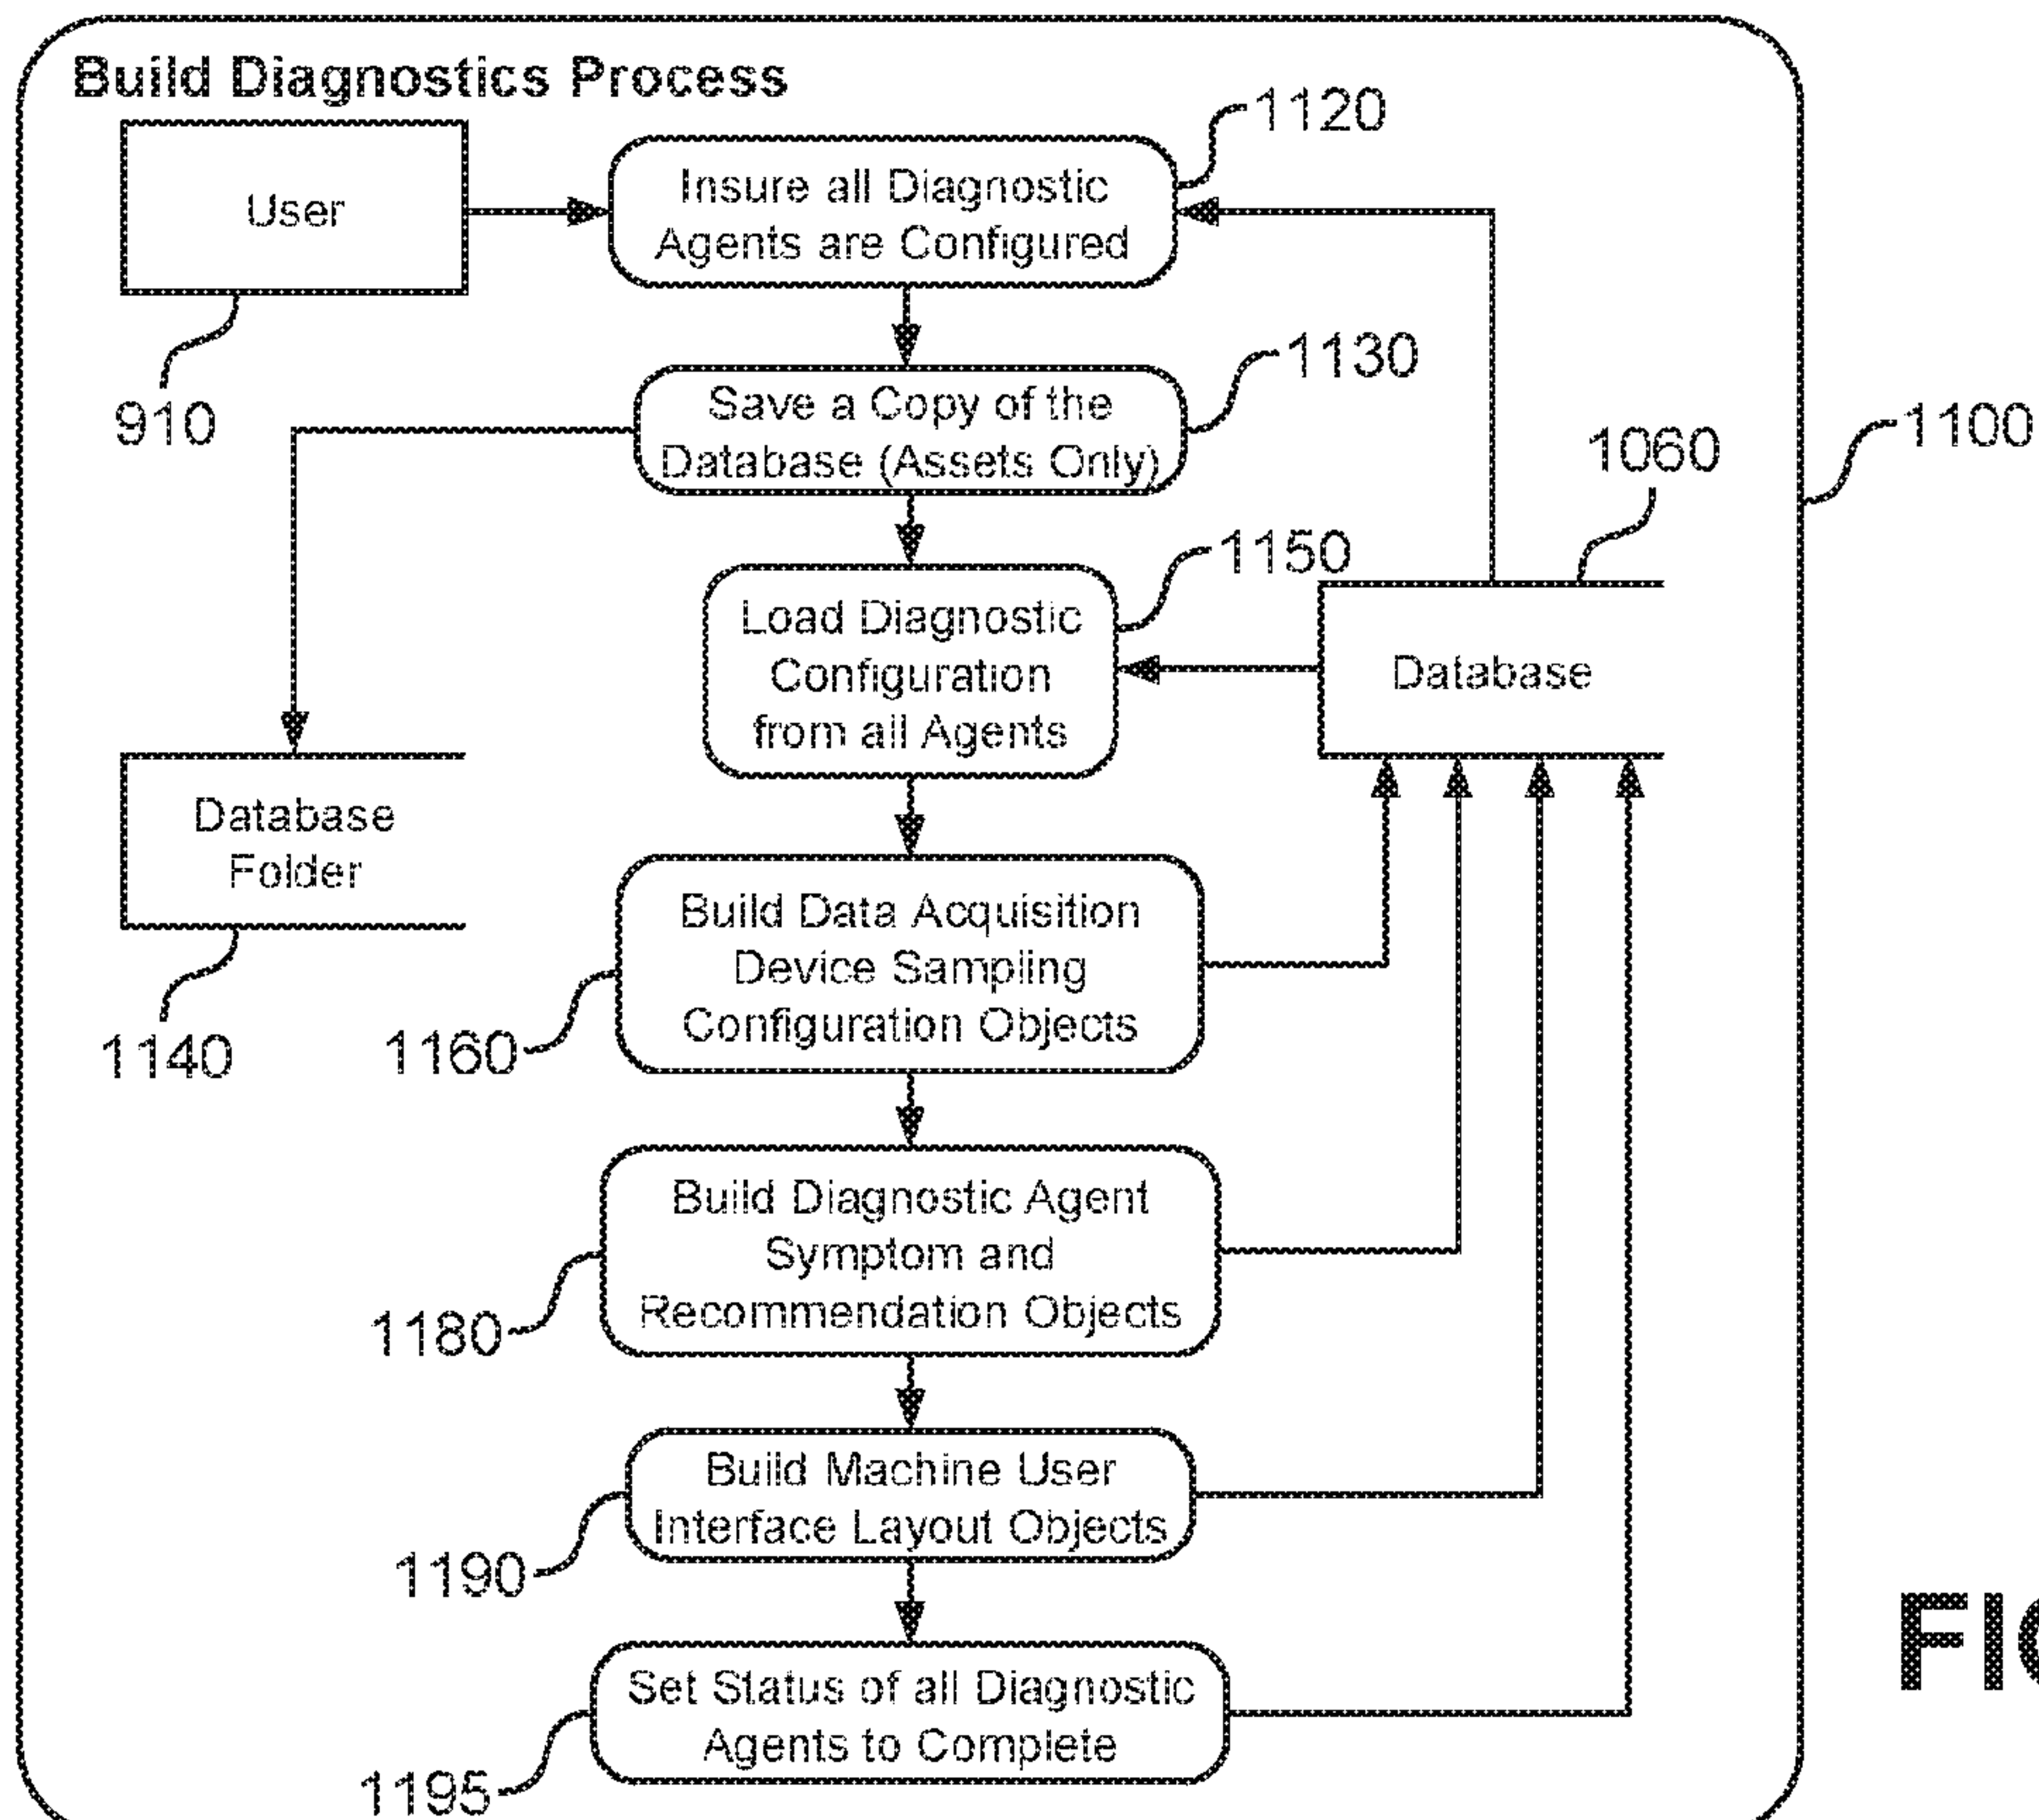 Build Diagnostics Process
1120
User
Insure all Diagnostic
Agents are Configured
910
1130
Save a Copy of the
Database (Assets Only)
1100
1060
1150
Load Diagnostic
Configuration
from all Agents
Database
Database
Folder
1140
Build Data Acquisition
Device Sampling
Configuration Objects
1160
Build Diagnostic Agent
Symptom and
Recommendation Objects
1180
Build Machine User
Interface Layout Objects
1190
Set Status of all Diagnostic
Agents to Complete
1195